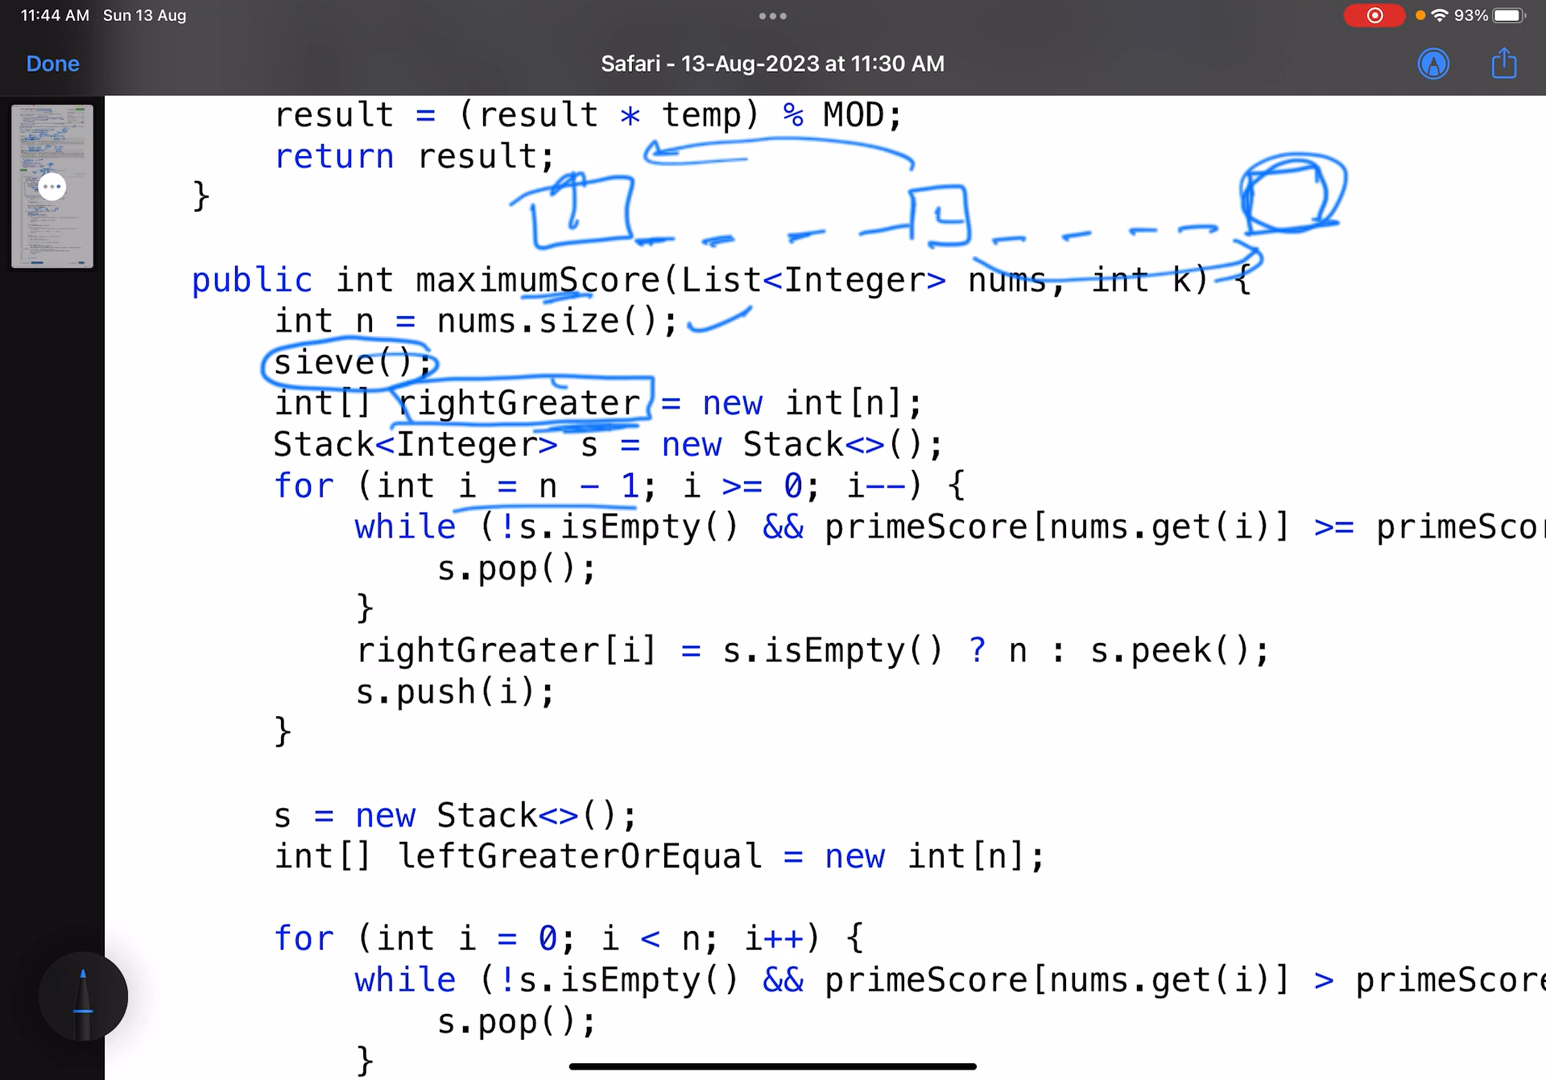 11:44 AM Sun 13 Aug
93%
Done
Safari - 13-Aug-2023 at 11:30 AM
result = (result * temp) % MOD;
return result;
}
public int maximumScore(List<Integer> nums, int k) {
int n = nums.size();
sieve();
int[] rightGreater = new int[n];
Stack<Integer> s = new Stack<>();
for (int i = n - 1; i >= 0; i--) {
while (!s.isEmpty() && primeScore[nums.get(i)] >= primeScor
s.pop();
}
rightGreater[i] = s.isEmpty() ? n : s.peek();
s.push(i);
}
s = new Stack<>();
int[] leftGreaterOrEqual = new int[n];
for (int i = 0; i < n; i++) {
while (!s.isEmpty() && primeScore[nums.get(i)] > primeScore
s.pop();
}